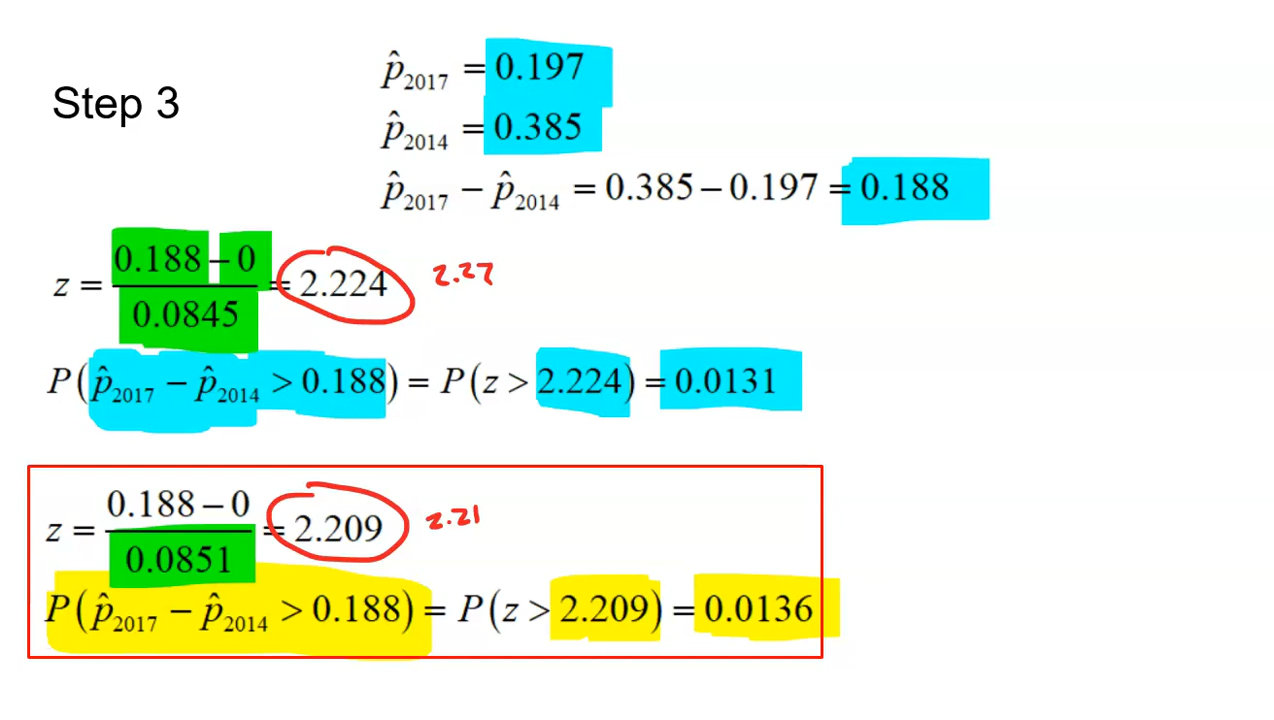 Step 3
p̂₂₀₁₇ = 0.197
p̂₂₀₁₄ = 0.385
p̂₂₀₁₇ − p̂₂₀₁₄ = 0.385 − 0.197 = 0.188
z = (0.188 − 0) / 0.0845 = 2.224 2.27
P(p̂₂₀₁₇ − p̂₂₀₁₄ > 0.188) = P(z > 2.224) = 0.0131
z = (0.188 − 0) / 0.0851 = 2.209 2.21
P(p̂₂₀₁₇ − p̂₂₀₁₄ > 0.188) = P(z > 2.209) = 0.0136